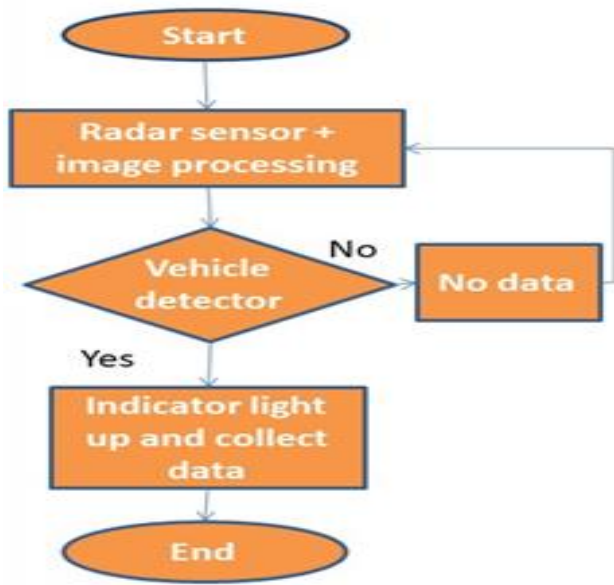 Start
Radar sensor +
image processing
No
Vehicle
detector
No data
Yes
Indicator light
up and collect
data
End